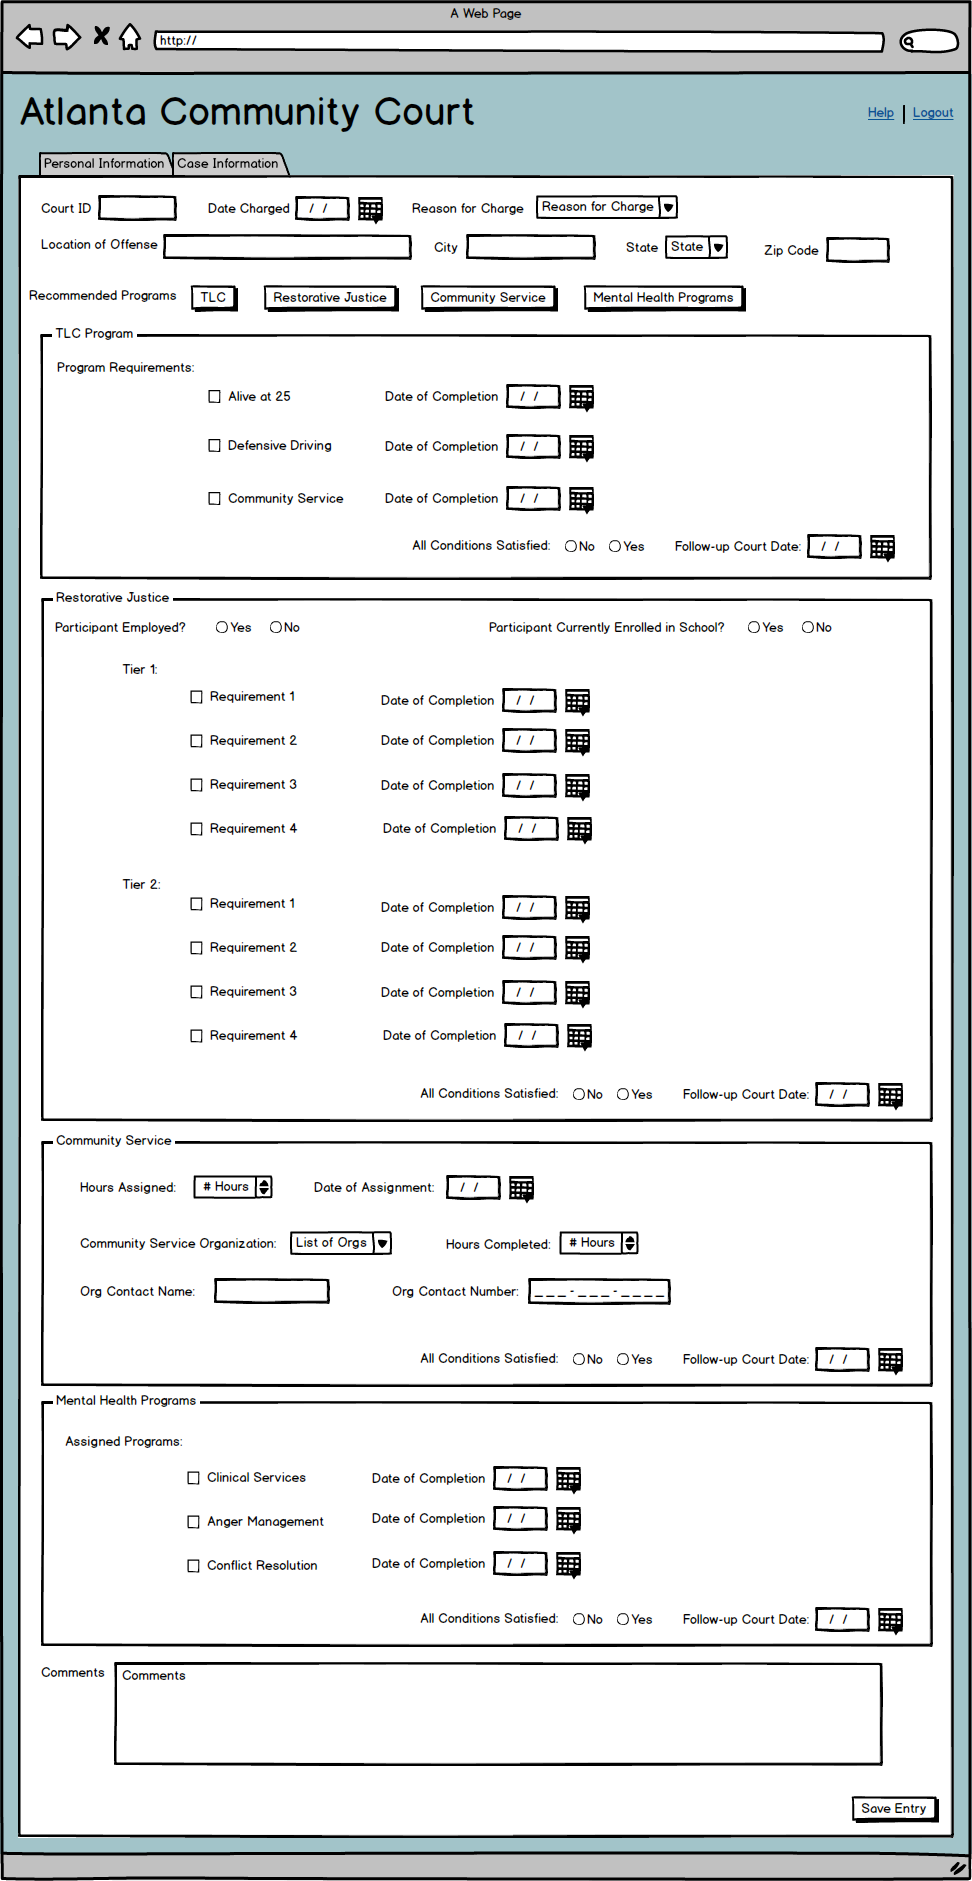 A Web Page
http://
Atlanta Community Court
Help | Logout
Personal Information Case Information
Court ID Date Charged / / Reason for Charge Reason for Charge
Location of Offense City State State Zip Code
Recommended Programs TLC Restorative Justice Community Service Mental Health Programs
TLC Program
Program Requirements:
Alive at 25 Date of Completion / /
Defensive Driving Date of Completion / /
Community Service Date of Completion / /
All Conditions Satisfied: No Yes Follow-up Court Date: / /
Restorative Justice
Participant Employed? Yes No Participant Currently Enrolled in School? Yes No
Tier 1:
Requirement 1 Date of Completion / /
Requirement 2 Date of Completion / /
Requirement 3 Date of Completion / /
Requirement 4 Date of Completion / /
Tier 2:
Requirement 1 Date of Completion / /
Requirement 2 Date of Completion / /
Requirement 3 Date of Completion / /
Requirement 4 Date of Completion / /
All Conditions Satisfied: No Yes Follow-up Court Date: / /
Community Service
Hours Assigned: # Hours Date of Assignment: / /
Community Service Organization: List of Orgs Hours Completed: # Hours
Org Contact Name: Org Contact Number: _ _ _ - _ _ _ - _ _ _ _
All Conditions Satisfied: No Yes Follow-up Court Date: / /
Mental Health Programs
Assigned Programs:
Clinical Services Date of Completion / /
Anger Management Date of Completion / /
Conflict Resolution Date of Completion / /
All Conditions Satisfied: No Yes Follow-up Court Date: / /
Comments Comments
Save Entry